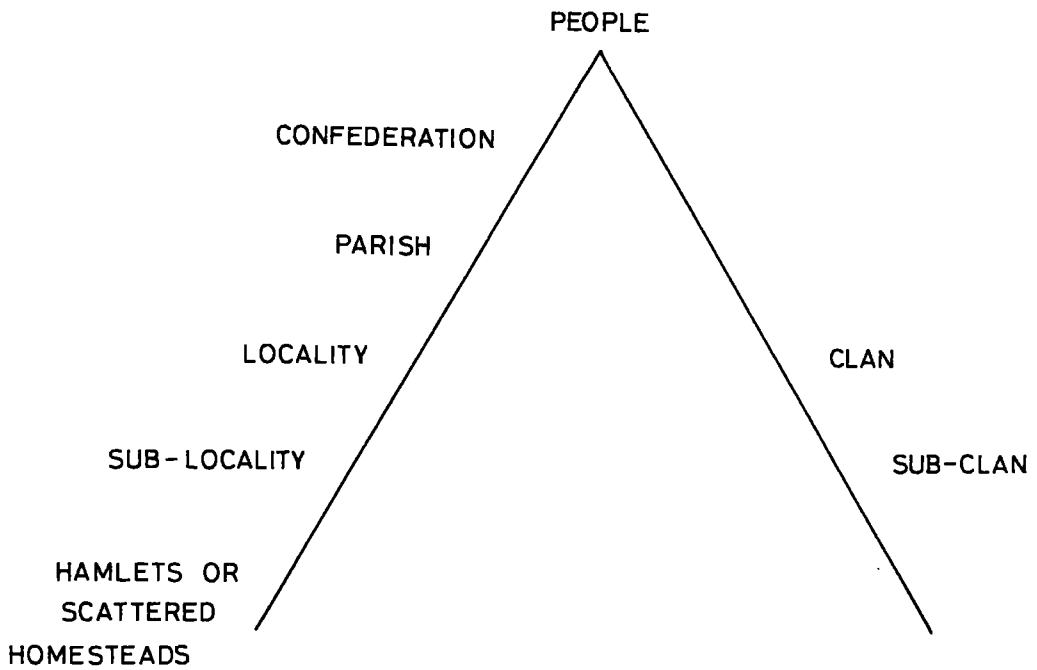 PEOPLE
CONFEDERATION
PARISH
LOCALITY
CLAN
SUB-LOCALITY
SUB-CLAN
HAMLETS OR
SCATTERED
HOMESTEADS